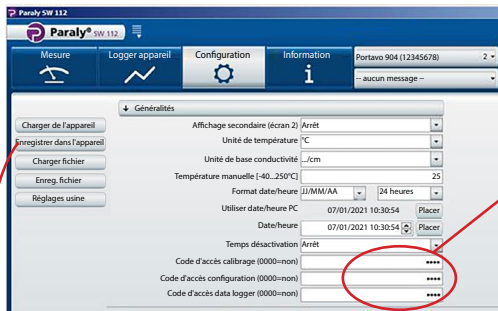 Paraly SW 112
Paraly® SW 112
Mesure Logger appareil Configuration Information Portavo 904 (12345678) 2
-- aucun message --
Généralités
Charger de l'appareil Affichage secondaire (écran 2) Arrêt
Enregistrer dans l'appareil Unité de température °C
Charger fichier Unité de base conductivité .../cm
Enreg. fichier Température manuelle [-40...250°C] 25
Réglages usine Format date/heure JJ/MM/AA 24 heures
Utiliser date/heure PC 07/01/2021 10:30:54 Placer
Date/heure 07/01/2021 10:30:54 Placer
Temps désactivation Arrêt
Code d'accès calibrage (0000=non) ••••
Code d'accès configuration (0000=non) ••••
Code d'accès data logger (0000=non) ••••